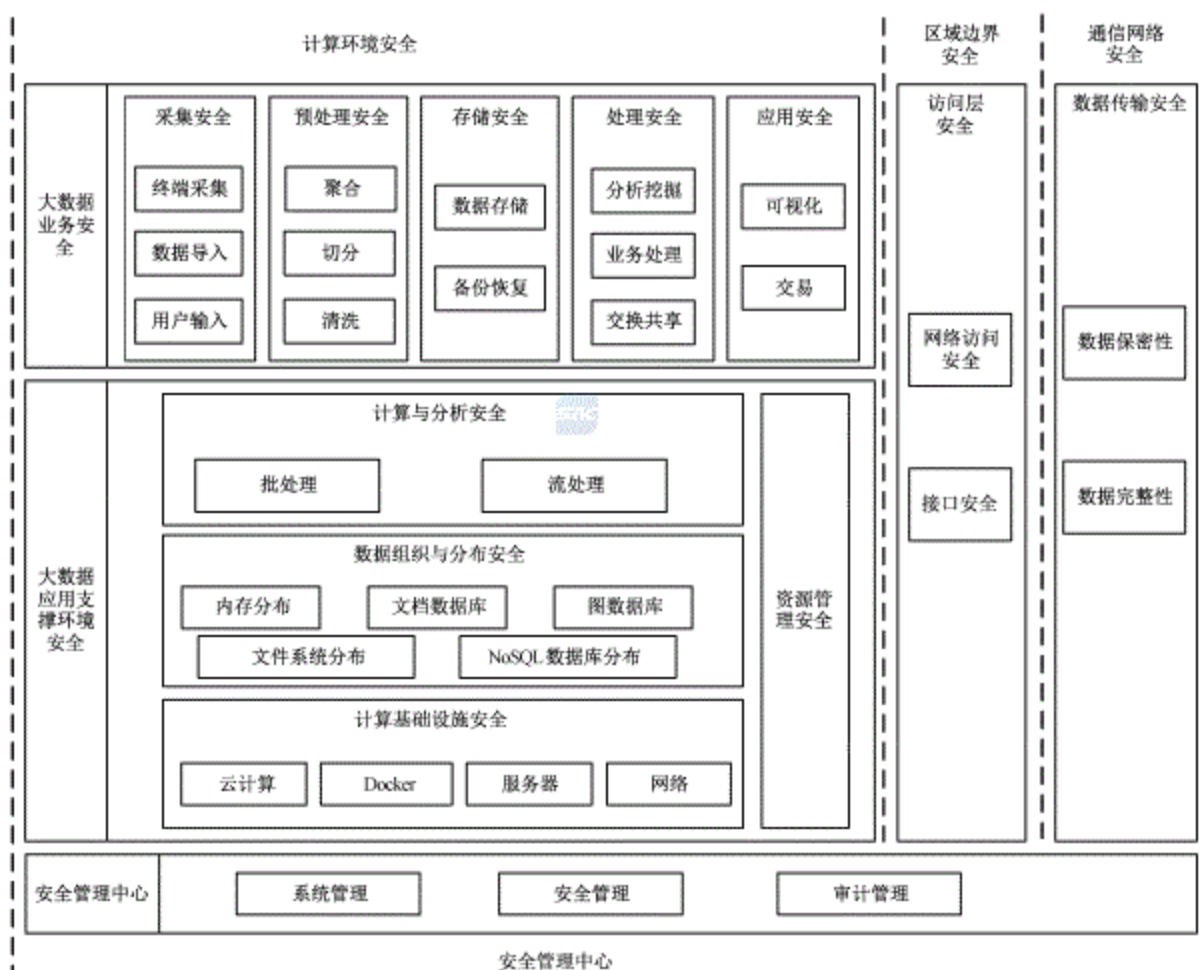 计算环境安全
区域边界
安全
通信网络
安全
大数据
业务安
全
采集安全
终端采集
数据导入
用户输入
预处理安全
聚合
切分
清洗
存储安全
数据存储
备份恢复
处理安全
分析挖掘
业务处理
交换共享
应用安全
可视化
交易
大数据
应用支
撑环境
安全
计算与分析安全
批处理
流处理
数据组织与分布安全
内存分布
文档数据库
图数据库
文件系统分布
NoSQL数据库分布
计算基础设施安全
云计算
Docker
服务器
网络
资源管
理安全
访问层
安全
网络访问
安全
接口安全
数据传输安全
数据保密性
数据完整性
安全管理中心
系统管理
安全管理
审计管理
安全管理中心